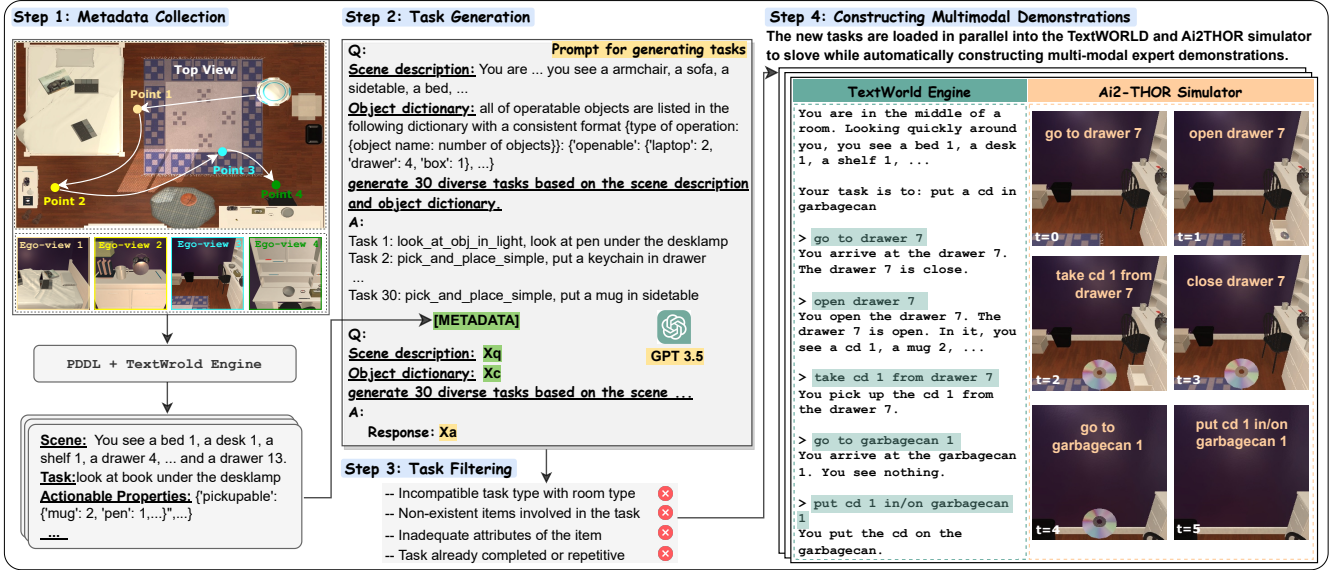 Step 1: Metadata Collection
Top View
Point 1
Point 2
Point 3
Point 4
Ego-view 1
Ego-view 2
Ego-view 3
Ego-view 4
PDDL + TextWrold Engine
Scene: You see a bed 1, a desk 1, a
shelf 1, a drawer 4, ... and a drawer 13.
Task:look at book under the desklamp
Actionable Properties: {'pickupable':
{'mug': 2, 'pen': 1,...}",...}
...
Step 2: Task Generation
Q:
Prompt for generating tasks
Scene description: You are ... you see a armchair, a sofa, a
sidetable, a bed, ...
Object dictionary: all of operatable objects are listed in the
following dictionary with a consistent format {type of operation:
{object name: number of objects}}: {'openable': {'laptop': 2,
'drawer': 4, 'box': 1}, ...}
generate 30 diverse tasks based on the scene description
and object dictionary.
A:
Task 1: look_at_obj_in_light, look at pen under the desklamp
Task 2: pick_and_place_simple, put a keychain in drawer
...
Task 30: pick_and_place_simple, put a mug in sidetable
[METADATA]
Q:
Scene description: Xq
Object dictionary: Xc
generate 30 diverse tasks based on the scene ...
A:
Response: Xa
GPT 3.5
Step 3: Task Filtering
-- Incompatible task type with room type
-- Non-existent items involved in the task
-- Inadequate attributes of the item
-- Task already completed or repetitive
Step 4: Constructing Multimodal Demonstrations
The new tasks are loaded in parallel into the TextWORLD and Ai2THOR simulator
to slove while automatically constructing multi-modal expert demonstrations.
TextWorld Engine
You are in the middle of a
room. Looking quickly around
you, you see a bed 1, a desk
1, a shelf 1, ...
Your task is to: put a cd in
garbagecan
> go to drawer 7
You arrive at the drawer 7.
The drawer 7 is close.
> open drawer 7
You open the drawer 7. The
drawer 7 is open. In it, you
see a cd 1, a mug 2, ...
> take cd 1 from drawer 7
You pick up the cd 1 from
the drawer 7.
> go to garbagecan 1
You arrive at the garbagecan
1. You see nothing.
> put cd 1 in/on garbagecan
1
You put the cd on the
garbagecan.
Ai2-THOR Simulator
go to drawer 7
t=0
open drawer 7
t=1
take cd 1 from
drawer 7
t=2
close drawer 7
t=3
go to
garbagecan 1
t=4
put cd 1 in/on
garbagecan 1
t=5